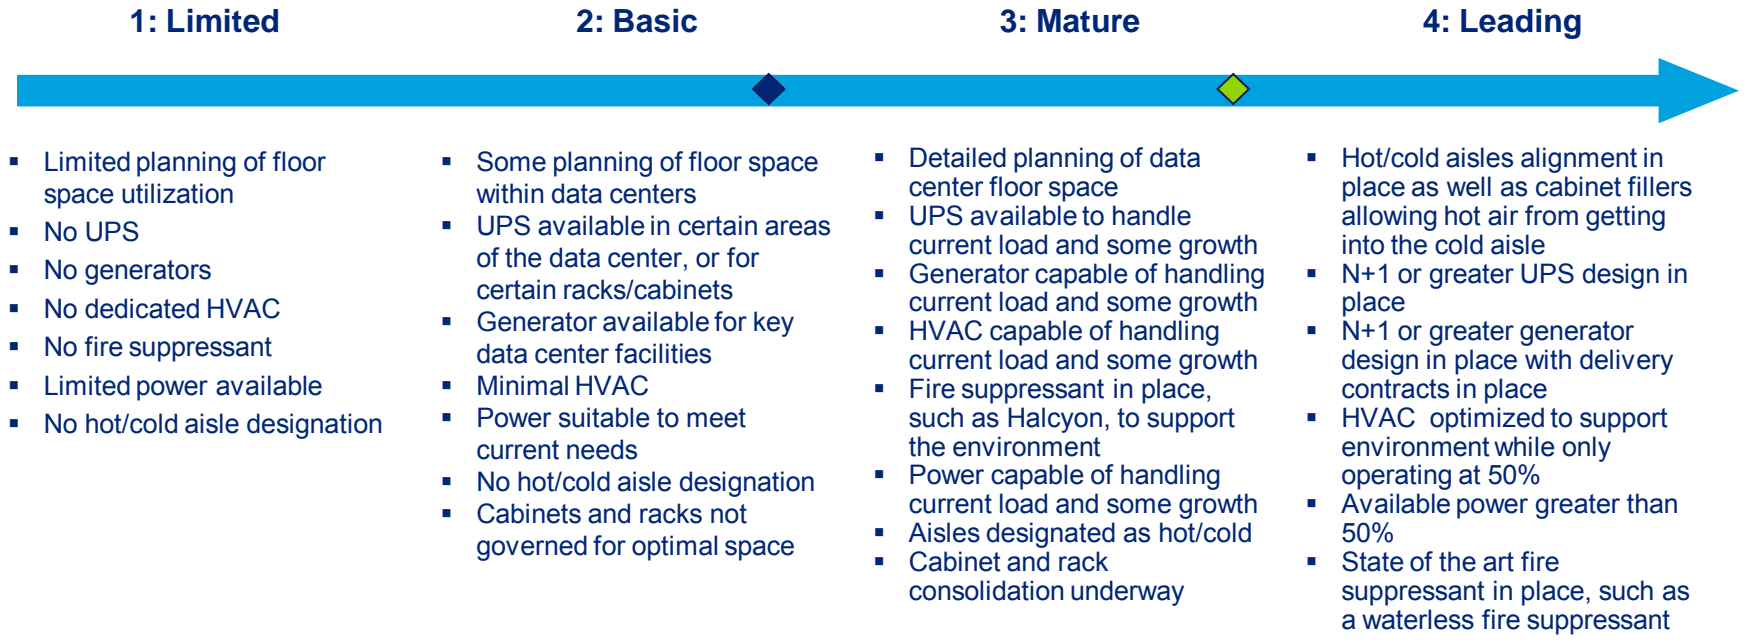 1: Limited
2: Basic
3: Mature
4: Leading
▪ Limited planning of floor
space utilization
▪ No UPS
▪ No generators
▪ No dedicated HVAC
▪ No fire suppressant
▪ Limited power available
▪ No hot/cold aisle designation
▪ Some planning of floor space
within data centers
▪ UPS available in certain areas
of the data center, or for
certain racks/cabinets
▪ Generator available for key
data center facilities
▪ Minimal HVAC
▪ Power suitable to meet
current needs
▪ No hot/cold aisle designation
▪ Cabinets and racks not
governed for optimal space
▪ Detailed planning of data
center floor space
▪ UPS available to handle
current load and some growth
▪ Generator capable of handling
current load and some growth
▪ HVAC capable of handling
current load and some growth
▪ Fire suppressant in place,
such as Halcyon, to support
the environment
▪ Power capable of handling
current load and some growth
▪ Aisles designated as hot/cold
▪ Cabinet and rack
consolidation underway
▪ Hot/cold aisles alignment in
place as well as cabinet fillers
allowing hot air from getting
into the cold aisle
▪ N+1 or greater UPS design in
place
▪ N+1 or greater generator
design in place with delivery
contracts in place
▪ HVAC optimized to support
environment while only
operating at 50%
▪ Available power greater than
50%
▪ State of the art fire
suppressant in place, such as
a waterless fire suppressant